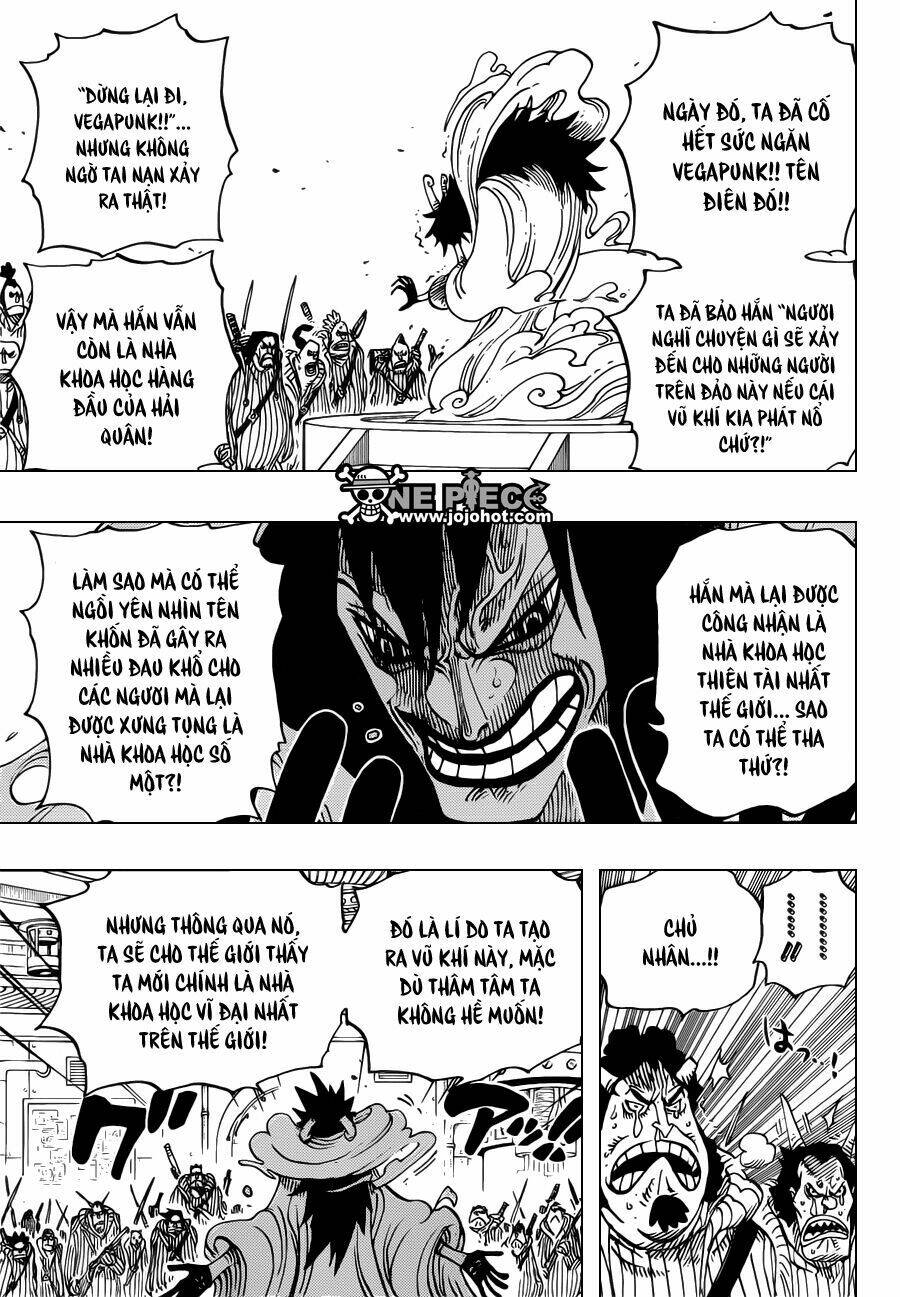 NGÀY ĐÓ, TA ĐÃ CỐ
HẾT SỨC NGĂN
VEGAPUNK!! TÊN
ĐIÊN ĐÓ!!
TA ĐÃ BẢO HẮN "NGƯƠI
NGHĨ CHUYỆN GÌ SẼ XẢY
ĐẾN CHO NHỮNG NGƯỜI
TRÊN ĐẢO NÀY NẾU CÁI
VŨ KHÍ KIA PHÁT NỔ
CHỨ?!"
"DỪNG LẠI ĐI,
VEGAPUNK!!"...
NHƯNG KHÔNG
NGỜ TAI NẠN XẢY
RA THẬT!
VẬY MÀ HẮN VẪN
CÒN LÀ NHÀ
KHOA HỌC HÀNG
ĐẦU CỦA HẢI
QUÂN!
ONE PIECE
www.jojohot.com
HẮN MÀ LẠI ĐƯỢC
CÔNG NHẬN LÀ
NHÀ KHOA HỌC
THIÊN TÀI NHẤT
THẾ GIỚI... SAO
TA CÓ THỂ THA
THỨ?!
LÀM SAO MÀ CÓ THỂ
NGỒI YÊN NHÌN TÊN
KHỐN ĐÃ GÂY RA
NHIỀU ĐAU KHỔ CHO
CÁC NGƯƠI MÀ LẠI
ĐƯỢC XƯNG TỤNG LÀ
NHÀ KHOA HỌC SỐ
MỘT?!
.........!!
CHỦ
NHÂN...!!
はっ...!
ĐÓ LÀ LÍ DO TA TẠO
RA VŨ KHÍ NÀY, MẶC
DÙ THÂM TÂM TA
KHÔNG HỀ MUỐN!
NHƯNG THÔNG QUA NÓ,
TA SẼ CHO THẾ GIỚI THẤY
TA MỚI CHÍNH LÀ NHÀ
KHOA HỌC VĨ ĐẠI NHẤT
TRÊN THẾ GIỚI!
グアッ!!